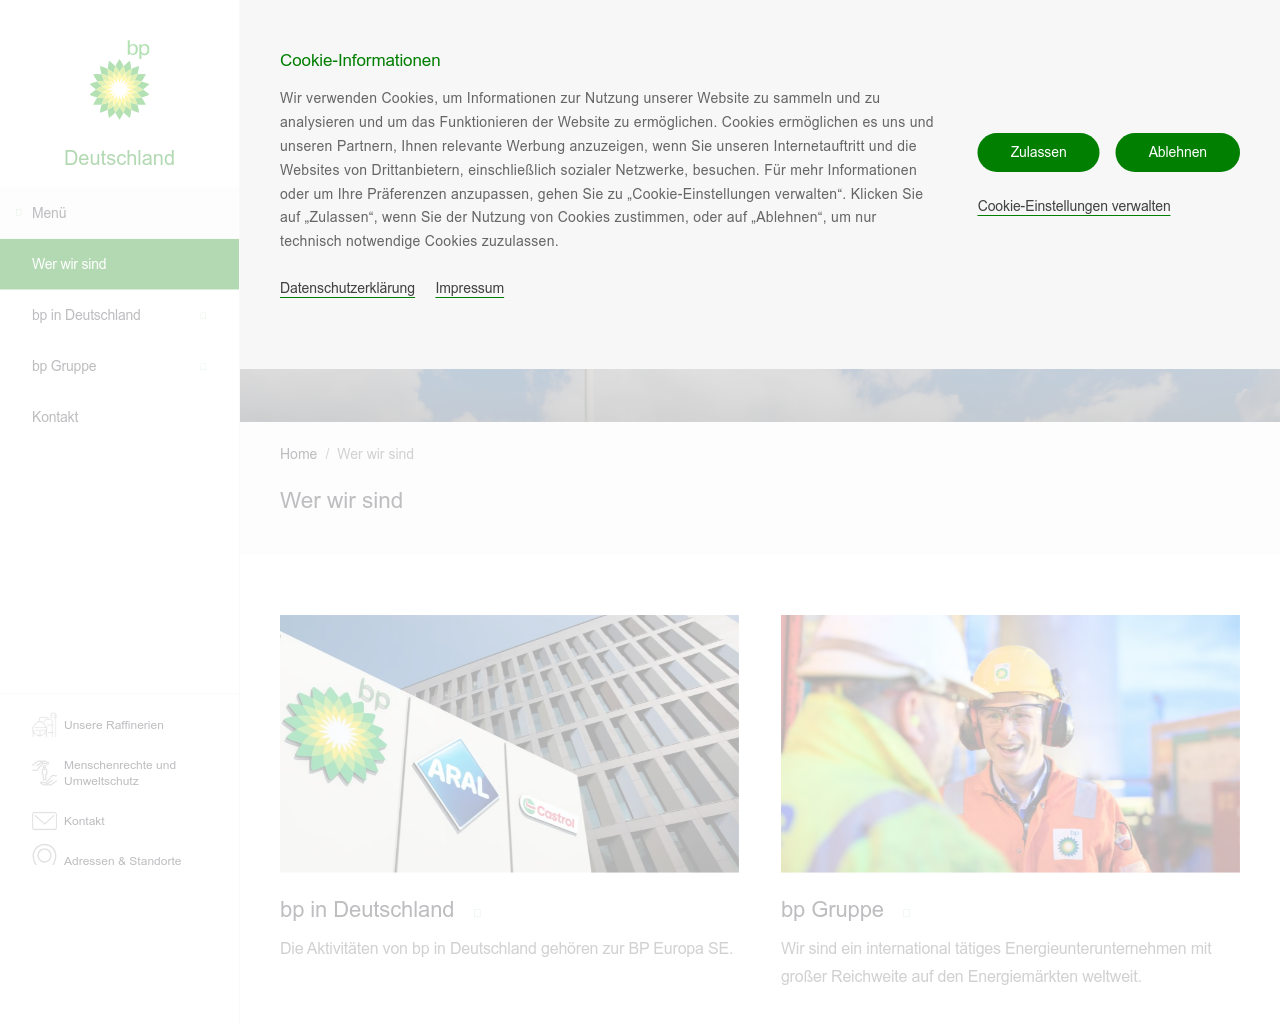 bp
Deutschland
Menü
Wer wir sind
bp in Deutschland
bp Gruppe
Kontakt
Unsere Raffinerien
Menschenrechte und
Umweltschutz
Kontakt
Adressen & Standorte
Cookie-Informationen
Wir verwenden Cookies, um Informationen zur Nutzung unserer Website zu sammeln und zu
analysieren und um das Funktionieren der Website zu ermöglichen. Cookies ermöglichen es uns und
unseren Partnern, Ihnen relevante Werbung anzuzeigen, wenn Sie unseren Internetauftritt und die
Websites von Drittanbietern, einschließlich sozialer Netzwerke, besuchen. Für mehr Informationen
oder um Ihre Präferenzen anzupassen, gehen Sie zu „Cookie-Einstellungen verwalten“. Klicken Sie
auf „Zulassen“, wenn Sie der Nutzung von Cookies zustimmen, oder auf „Ablehnen“, um nur
technisch notwendige Cookies zuzulassen.
Datenschutzerklärung Impressum
Zulassen Ablehnen
Cookie-Einstellungen verwalten
Home / Wer wir sind
Wer wir sind
bp
ARAL
Castrol
bp
bp in Deutschland
Die Aktivitäten von bp in Deutschland gehören zur BP Europa SE.
bp Gruppe
Wir sind ein international tätiges Energieunterunternehmen mit
großer Reichweite auf den Energiemärkten weltweit.